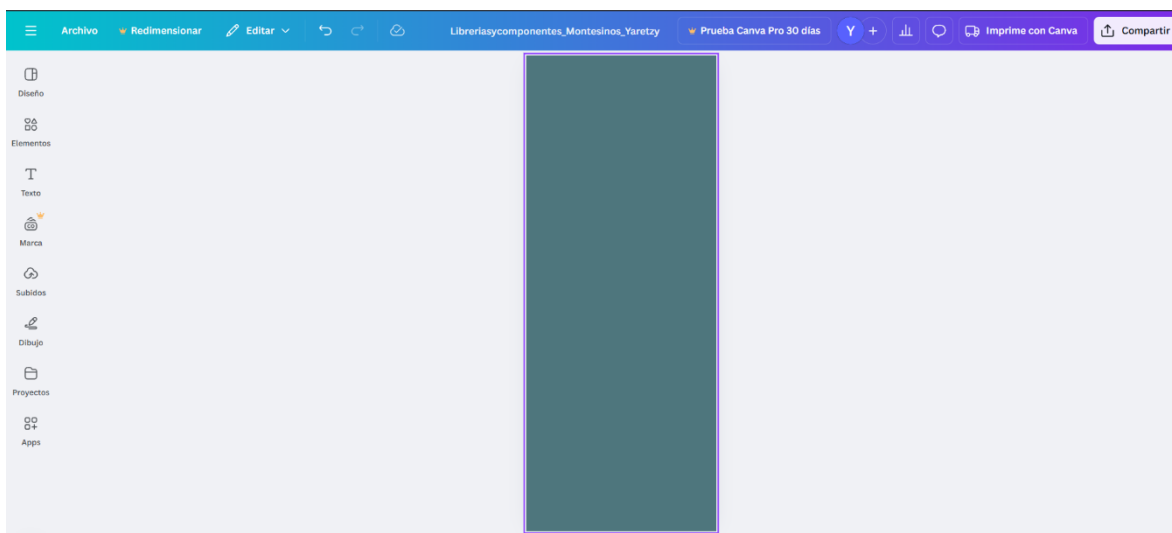 Archivo Redimensionar Editar Libreriasycomponentes_Montesinos_Yaretzy Prueba Canva Pro 30 días Y + Imprime con Canva Compartir
Diseño
Elementos
Texto
CO
Marca
Subidos
Dibujo
Proyectos
Apps